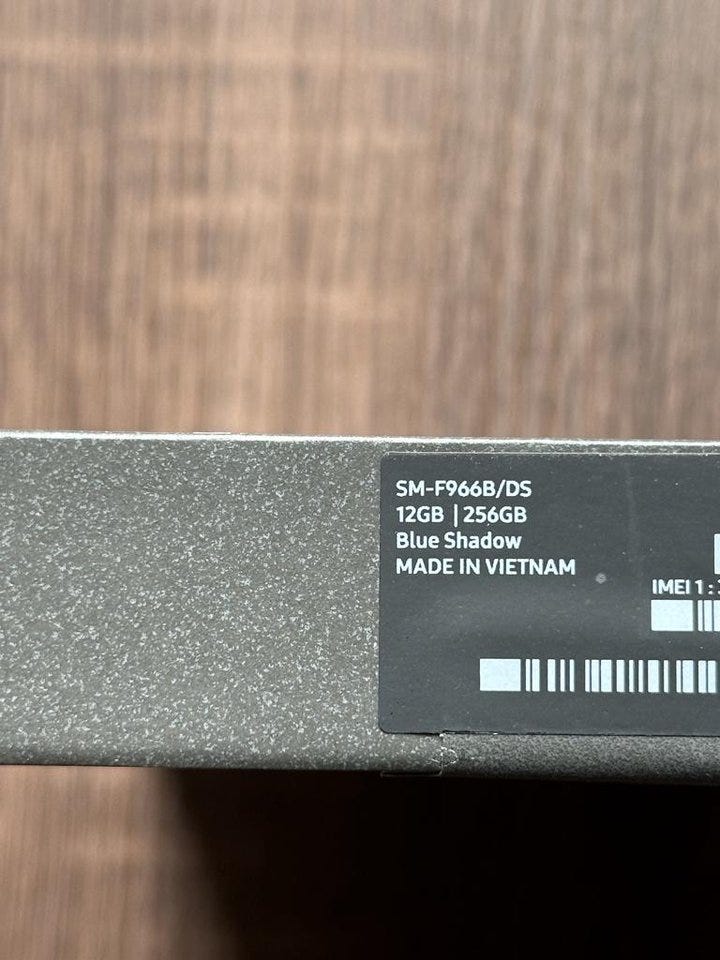 SM-F966B/DS
12GB | 256GB
Blue Shadow
MADE IN VIETNAM
IMEI 1 :